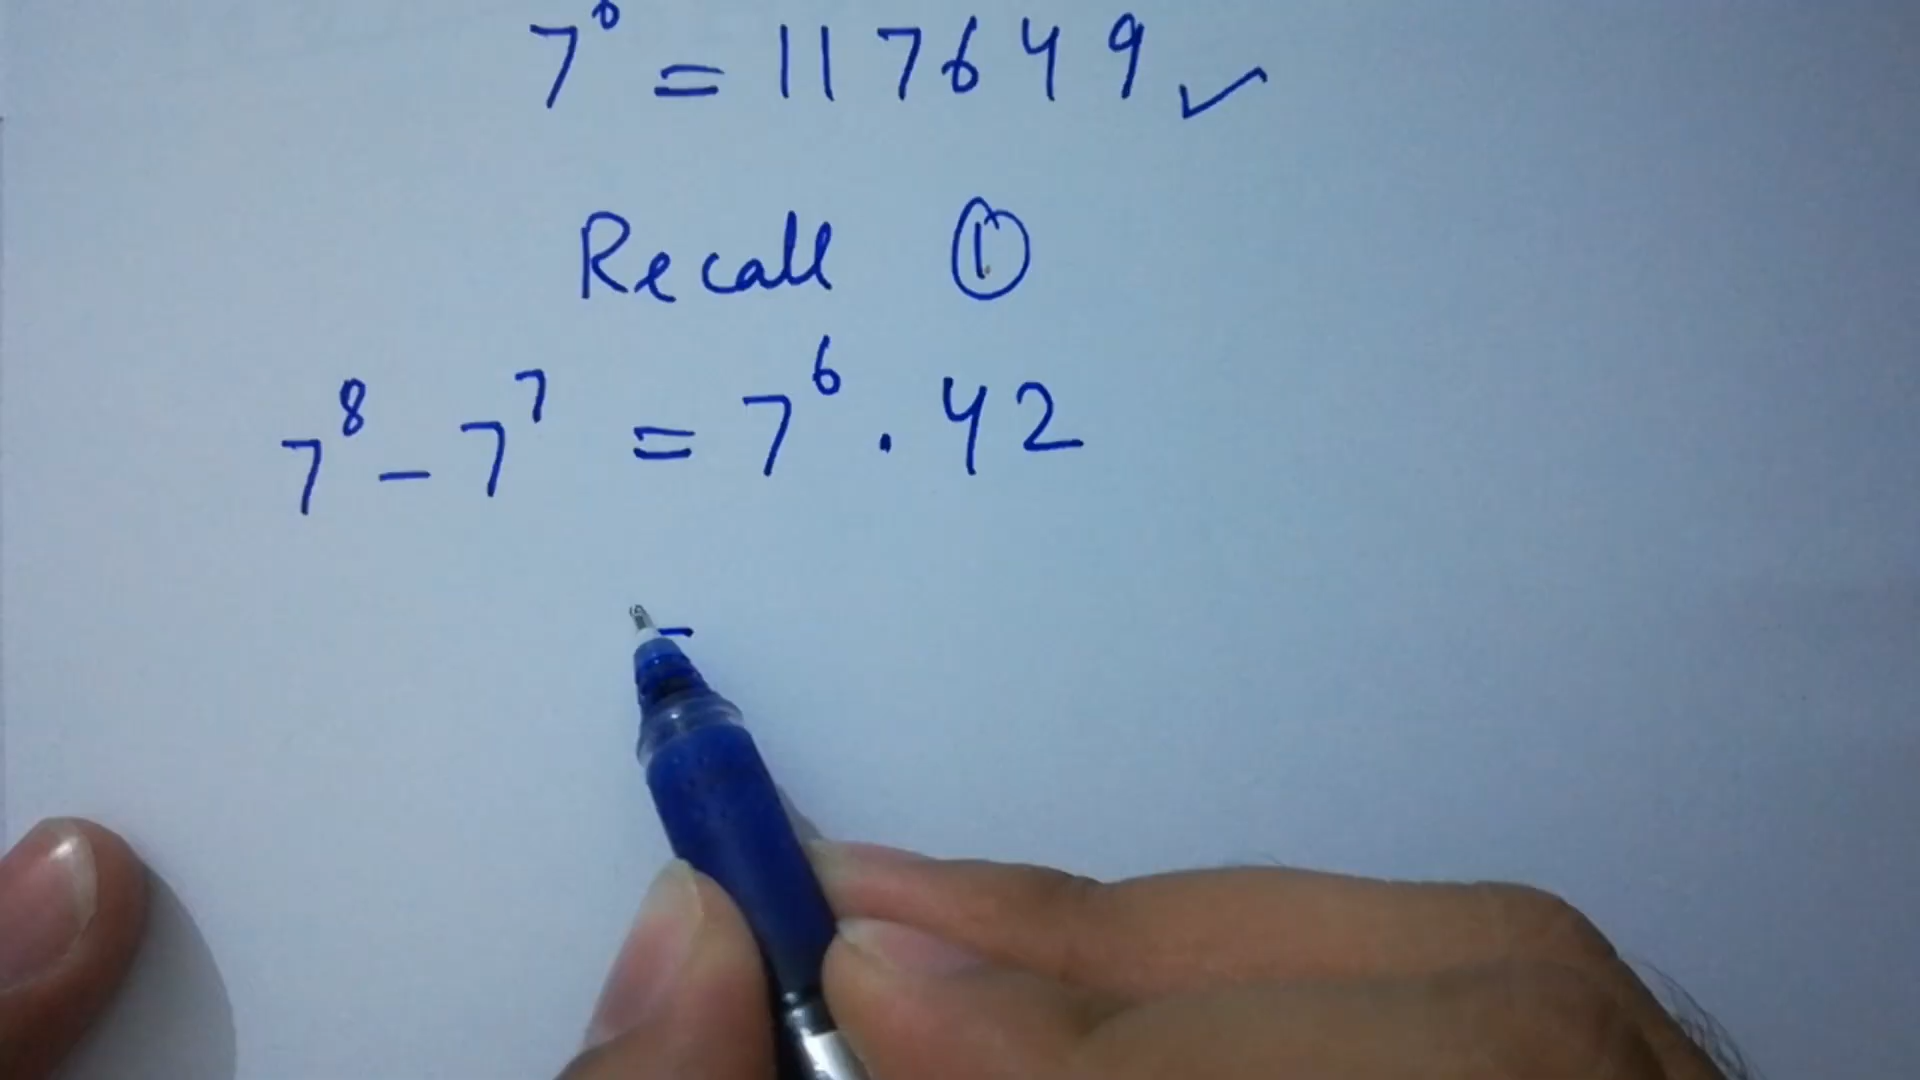 7⁶ = 117649 ✓
Recall ①
7⁸ - 7⁷ = 7⁶ . 42
=